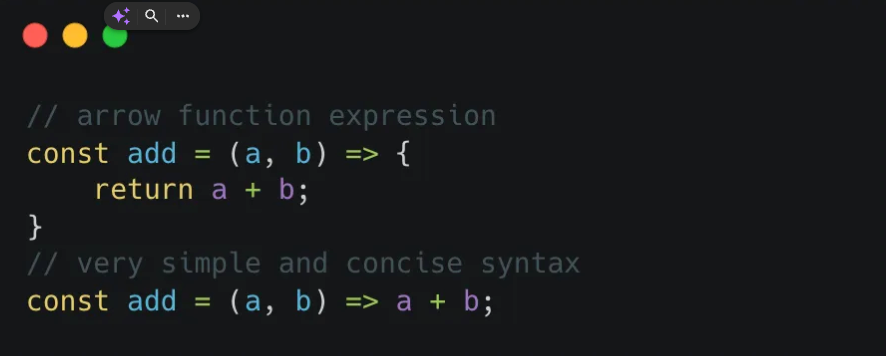 // arrow function expression
const add = (a, b) => {
    return a + b;
}
// very simple and concise syntax
const add = (a, b) => a + b;